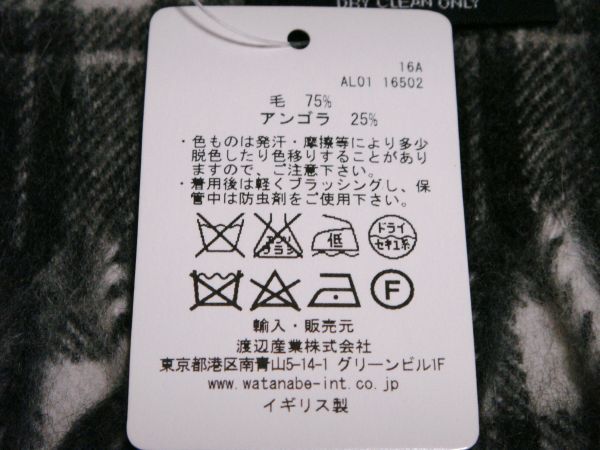 DRY CLEAN ONLY
16A
AL01 16502
毛 75%
アンゴラ 25%
・色ものは発汗・摩擦等により多少
脱色したり色移りすることがあり
ますので、ご注意下さい。
・着用後は軽くブラッシングし、保
管中は防虫剤をご使用下さい。
エンソ
フラシ
低
ドライ
セキユ系
F
輸入・販売元
渡辺産業株式会社
東京都港区南青山5-14-1 グリーンビル1F
www.watanabe-int.co.jp
イギリス製